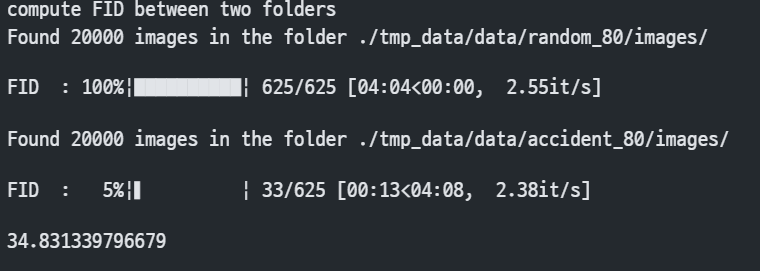 compute FID between two folders
Found 20000 images in the folder ./tmp_data/data/random_80/images/
FID  : 100%|██████████| 625/625 [04:04<00:00,  2.55it/s]
Found 20000 images in the folder ./tmp_data/data/accident_80/images/
FID  :   5%|▌         | 33/625 [00:13<04:08,  2.38it/s]
34.831339796679